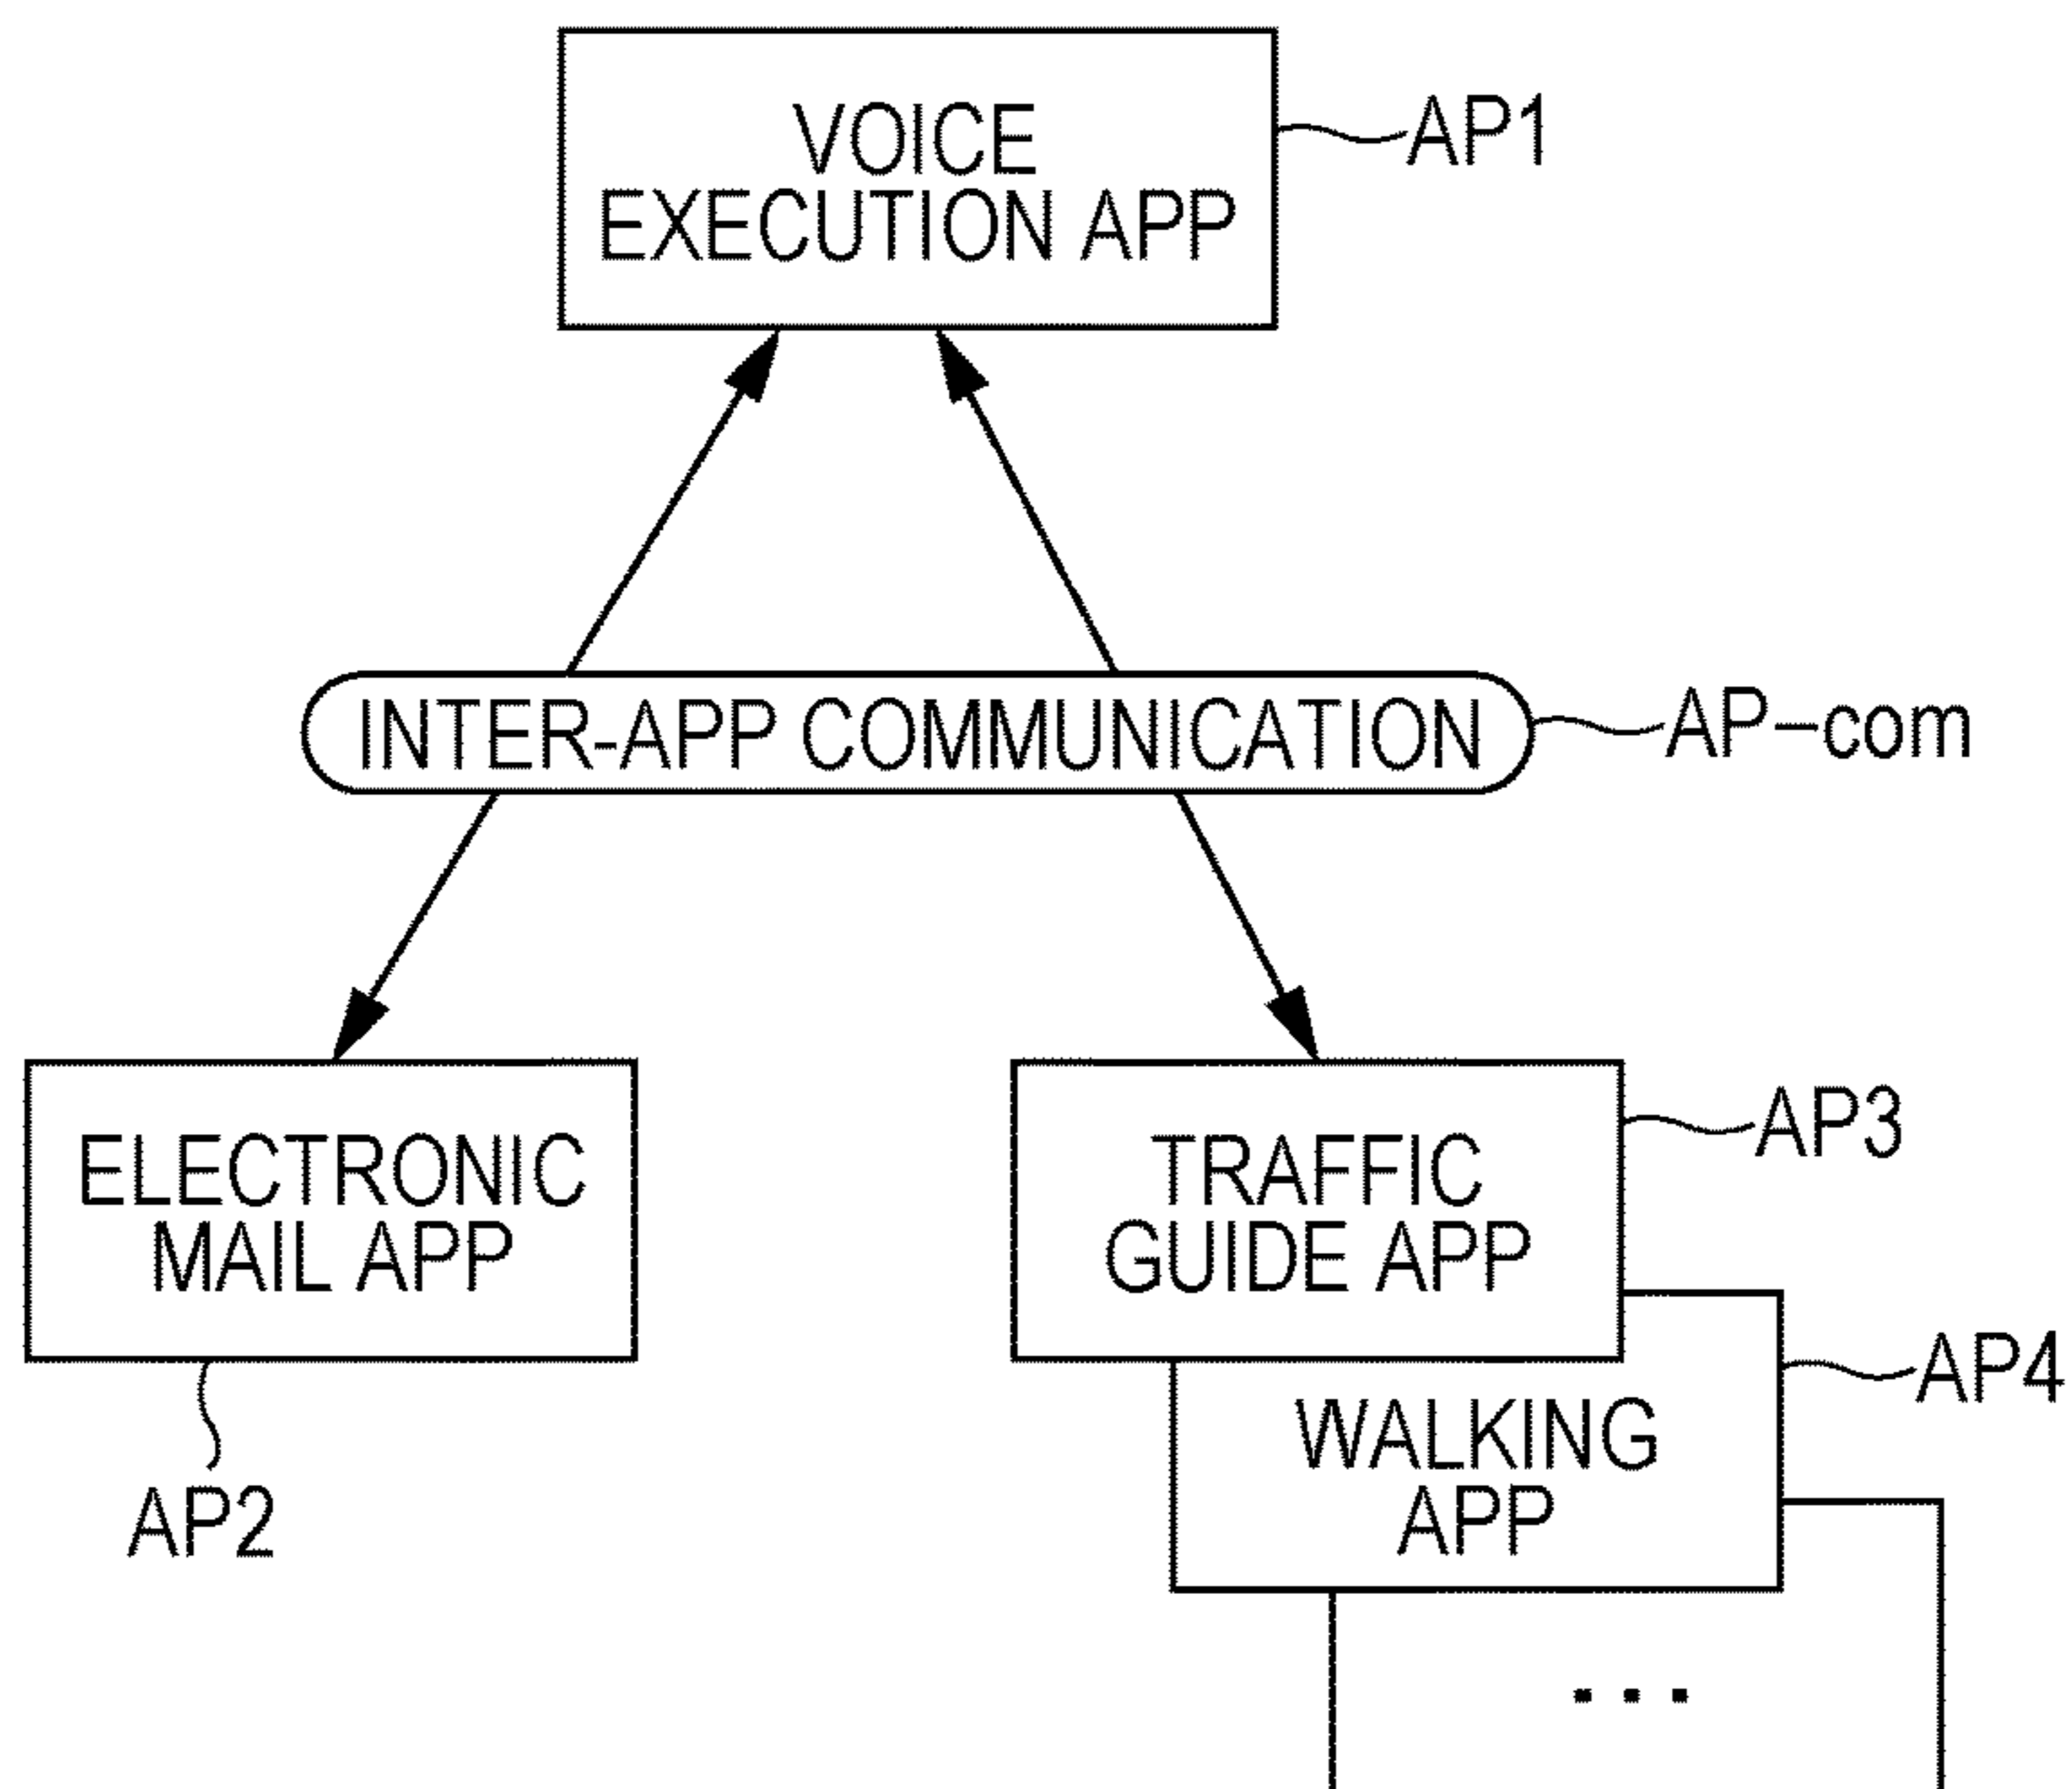 VOICE
EXECUTION APP
AP1
INTER-APP COMMUNICATION
AP-com
ELECTRONIC
MAIL APP
AP2
TRAFFIC
GUIDE APP
AP3
WALKING
APP
AP4
...